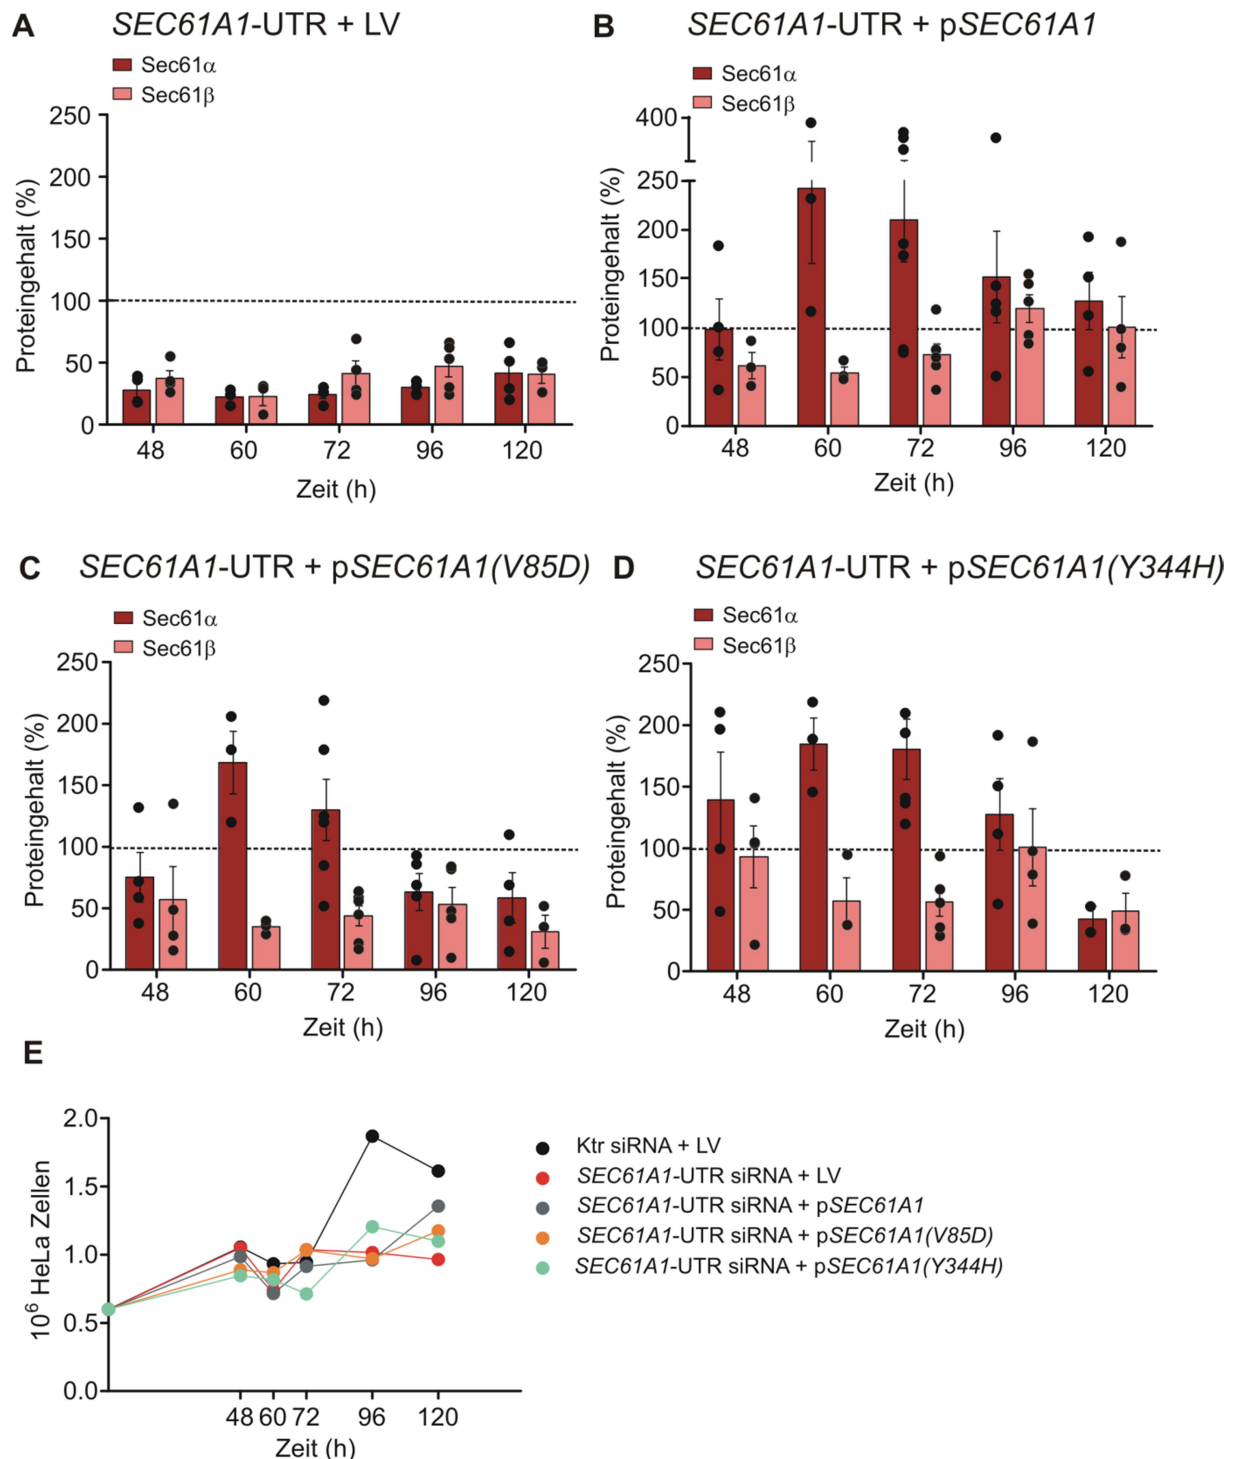 A
SEC61A1-UTR + LV
Sec61α
Sec61β
250
200
150
100
50
0
Proteingehalt (%)
48 60 72 96 120
Zeit (h)
B
SEC61A1-UTR + pSEC61A1
Sec61α
Sec61β
400
250
200
150
100
50
0
Proteingehalt (%)
48 60 72 96 120
Zeit (h)
C
SEC61A1-UTR + pSEC61A1(V85D)
Sec61α
Sec61β
250
200
150
100
50
0
Proteingehalt (%)
48 60 72 96 120
Zeit (h)
D
SEC61A1-UTR + pSEC61A1(Y344H)
Sec61α
Sec61β
250
200
150
100
50
0
Proteingehalt (%)
48 60 72 96 120
Zeit (h)
E
2.0
1.5
1.0
0.5
0.0
10⁶ HeLa Zellen
48 60 72 96 120
Zeit (h)
Ktr siRNA + LV
SEC61A1-UTR siRNA + LV
SEC61A1-UTR siRNA + pSEC61A1
SEC61A1-UTR siRNA + pSEC61A1(V85D)
SEC61A1-UTR siRNA + pSEC61A1(Y344H)